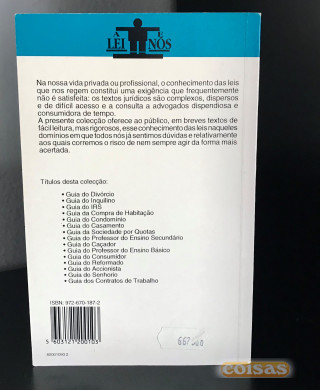 A LEI E NÓS
Na nossa vida privada ou profissional, o conhecimento das leis
que nos regem constitui uma exigência que frequentemente
não é satisfeita: os textos jurídicos são complexos, dispersos
e de difícil acesso e a consulta a advogados dispendiosa e
consumidora de tempo.
A presente colecção oferece ao público, em breves textos de
fácil leitura, mas rigorosos, esse conhecimento das leis naqueles
domínios em que todos nós já sentimos dúvidas e relativamente
aos quais corremos o risco de nem sempre agir da forma mais
acertada.
Títulos desta colecção:
• Guia do Divórcio
• Guia do Inquilino
• Guia do IRS
• Guia da Compra de Habitação
• Guia do Condomínio
• Guia do Casamento
• Guia da Sociedade por Quotas
• Guia do Professor do Ensino Secundário
• Guia do Caçador
• Guia do Professor do Ensino Básico
• Guia do Consumidor
• Guia do Reformado
• Guia do Accionista
• Guia do Senhorio
• Guia dos Contratos de Trabalho
ISBN: 972-670-187-2
5 603121 200103
coisas